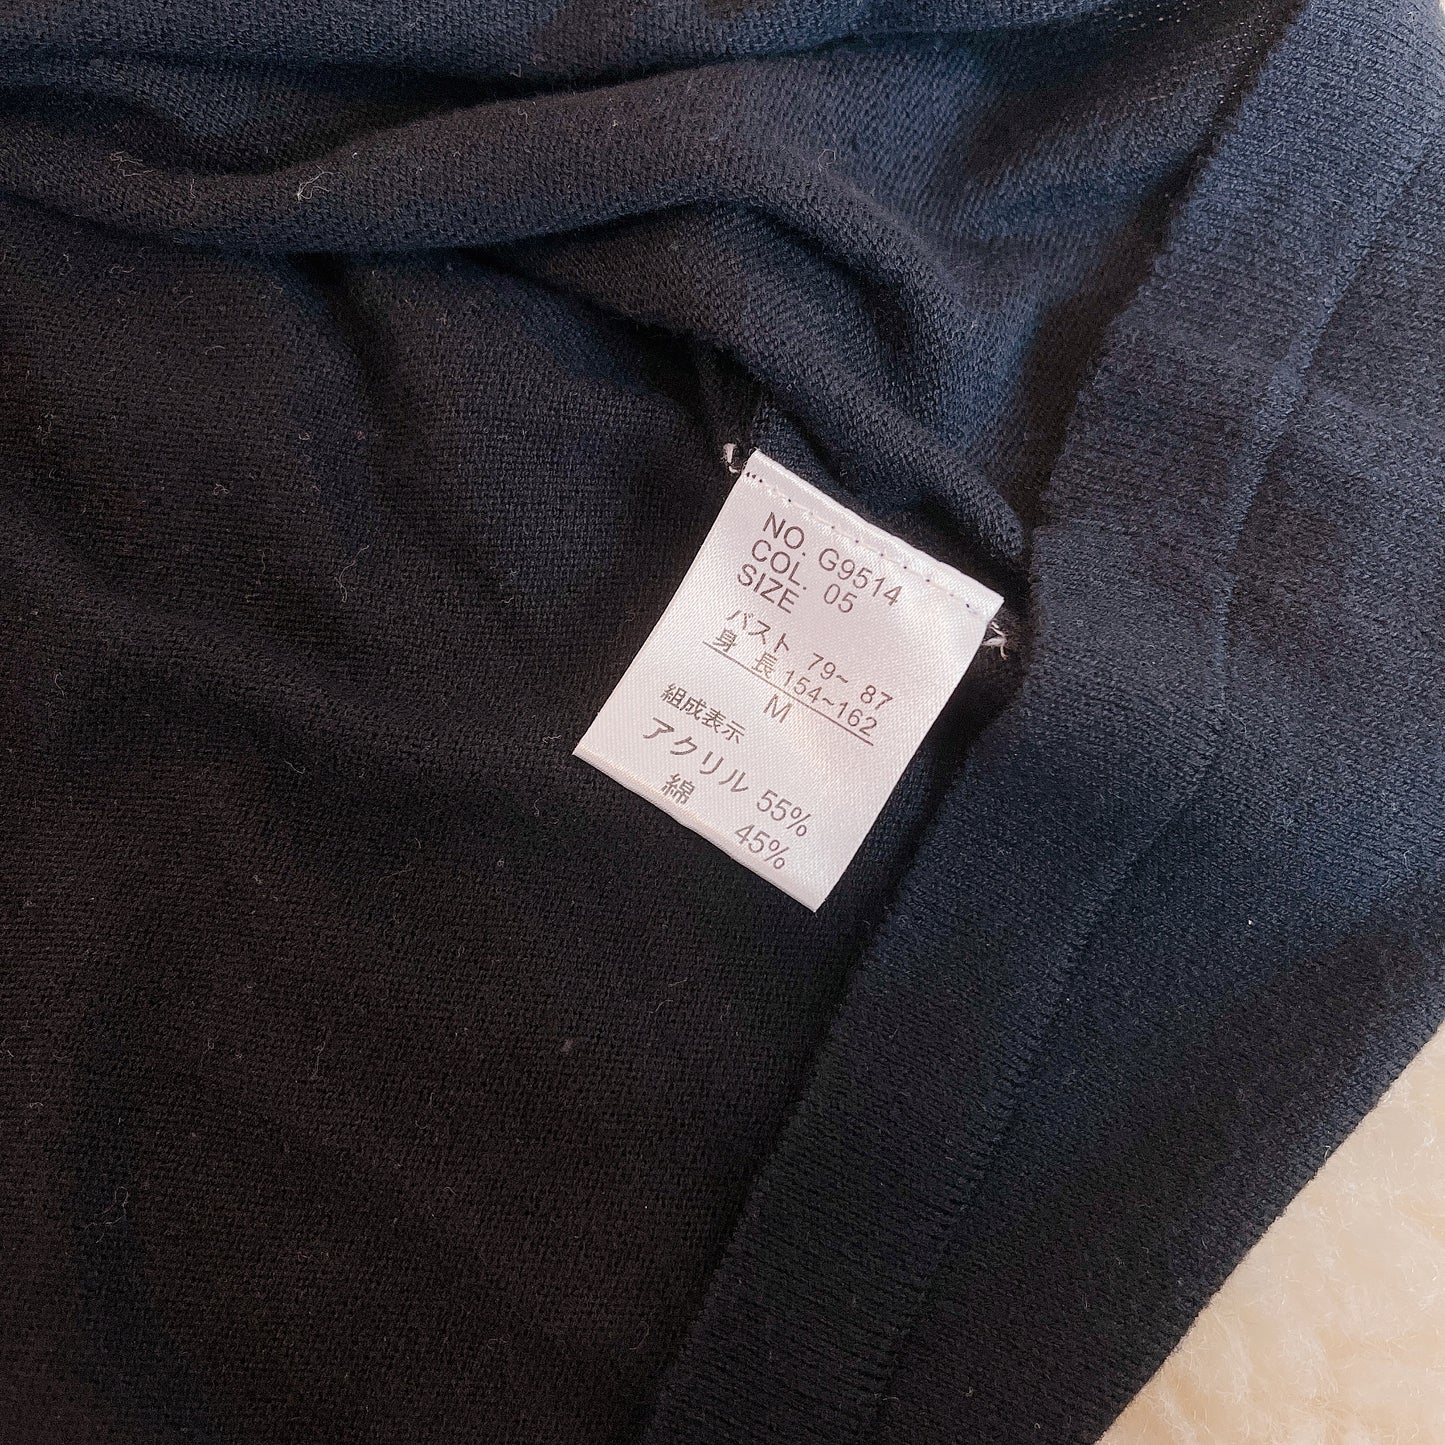 NO. G9514
COL. 05
SIZE
バスト 79~ 87
身長 154~162
M
組成表示
アクリル 55%
綿 45%